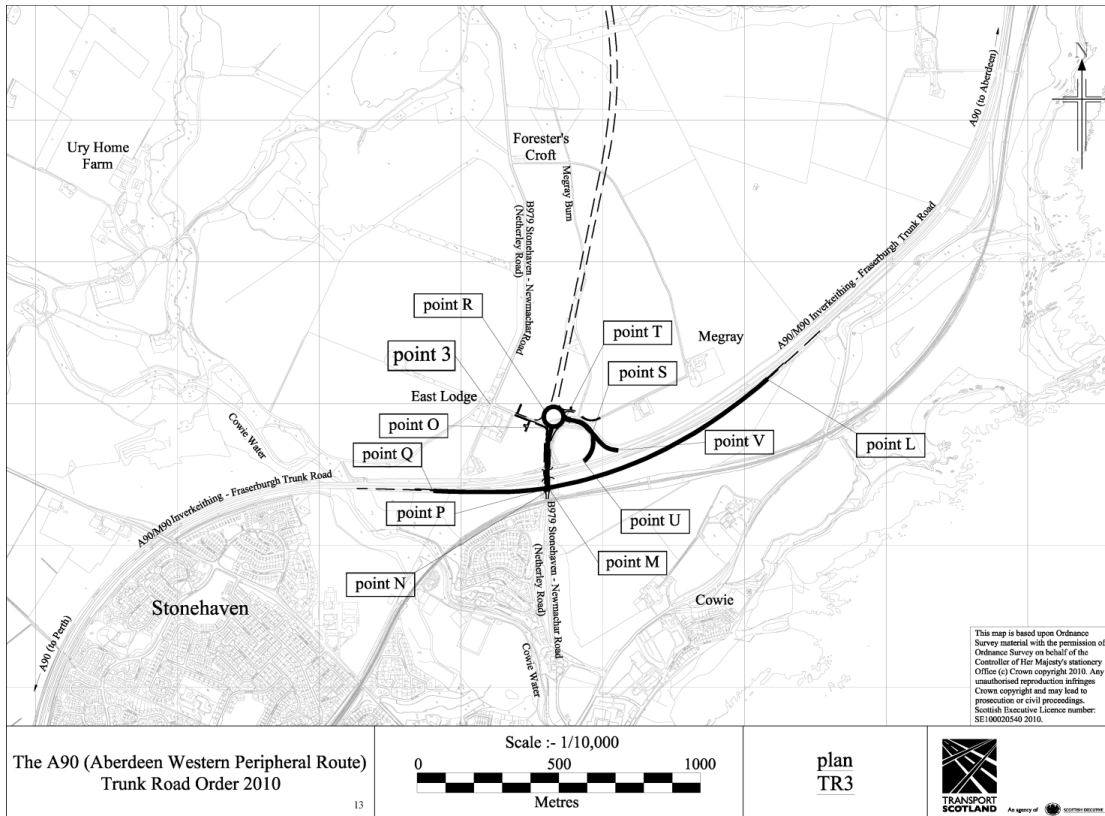 N
A90 (to Aberdeen)
Ury Home
Farm
Forester's
Croft
Megray Burn
B979 Stonehaven - Newmachar Road
(Netherley Road)
A90/M90 Inverkeithing - Fraserburgh Trunk Road
point R
point T
Megray
point 3
point S
East Lodge
point O
Cowie Water
point Q
point V
point L
A90/M90 Inverkeithing - Fraserburgh Trunk Road
point P
point U
point M
B979 Stonehaven - Newmachar Road
(Netherley Road)
point N
Stonehaven
Cowie
A90 (to Perth)
Cowie Water
This map is based upon Ordnance
Survey material with the permission of
Ordnance Survey on behalf of the
Controller of Her Majesty's stationery
Office (c) Crown copyright 2010. Any
unauthorised reproduction infringes
Crown copyright and may lead to
prosecution or civil proceedings.
Scottish Executive Licence number:
SE100020540 2010.
The A90 (Aberdeen Western Peripheral Route)
Trunk Road Order 2010
13
Scale :- 1/10,000
0 500 1000
Metres
plan
TR3
TRANSPORT
SCOTLAND
An agency of
SCOTTISH EXECUTIVE